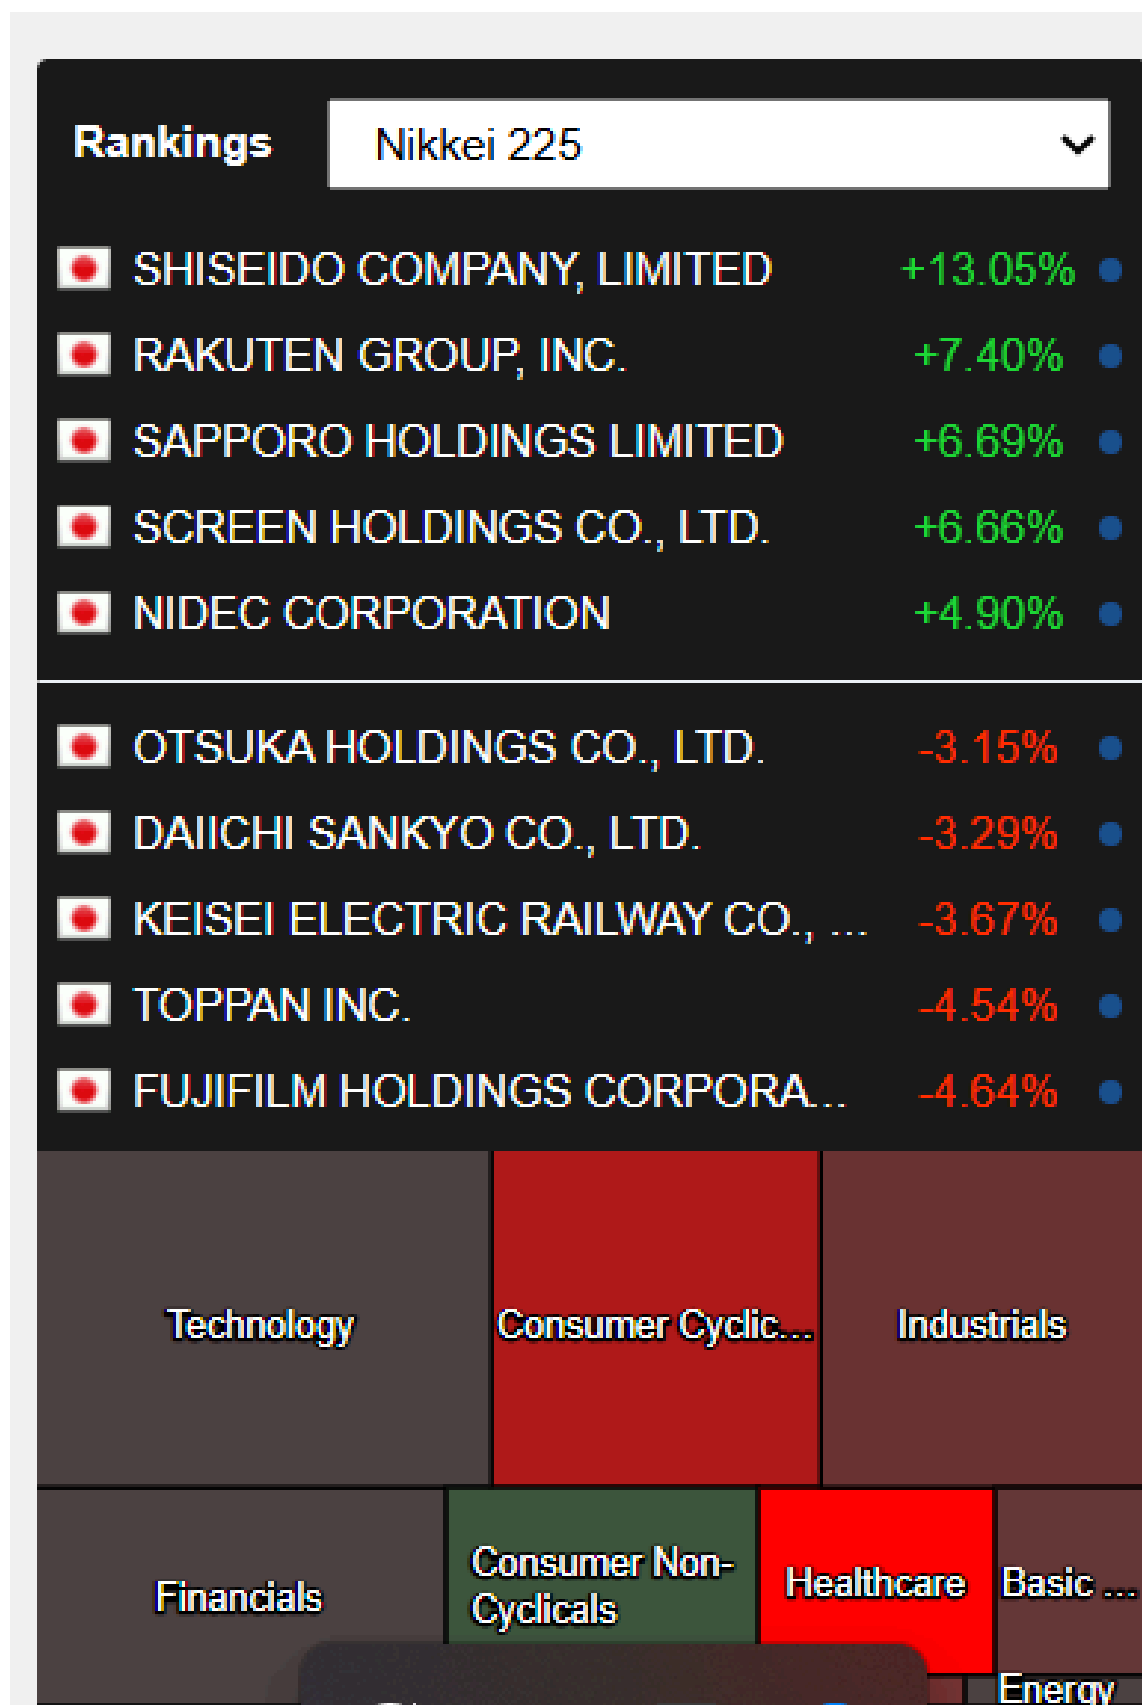 Rankings Nikkei 225
SHISEIDO COMPANY, LIMITED +13.05%
RAKUTEN GROUP, INC. +7.40%
SAPPORO HOLDINGS LIMITED +6.69%
SCREEN HOLDINGS CO., LTD. +6.66%
NIDEC CORPORATION +4.90%
OTSUKA HOLDINGS CO., LTD. -3.15%
DAIICHI SANKYO CO., LTD. -3.29%
KEISEI ELECTRIC RAILWAY CO., ... -3.67%
TOPPAN INC. -4.54%
FUJIFILM HOLDINGS CORPORA... -4.64%
Technology Consumer Cyclic... Industrials
Financials
Consumer Non-
Cyclicals
Healthcare
Basic ...
Energy